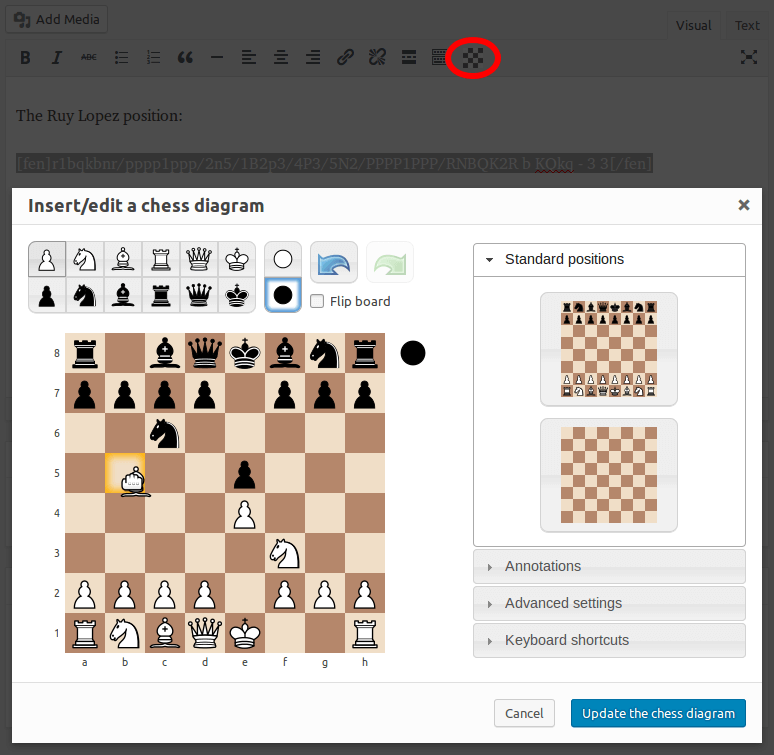 Add Media
Visual Text
B I ABC
The Ruy Lopez position:
[fen]r1bqkbnr/pppp1ppp/2n5/1B2p3/4P3/5N2/PPPP1PPP/RNBQK2R b KQkq - 3 3[/fen]
Insert/edit a chess diagram
Flip board
Standard positions
8
7
6
5
4
3
2
1
a b c d e f g h
Annotations
Advanced settings
Keyboard shortcuts
Cancel Update the chess diagram